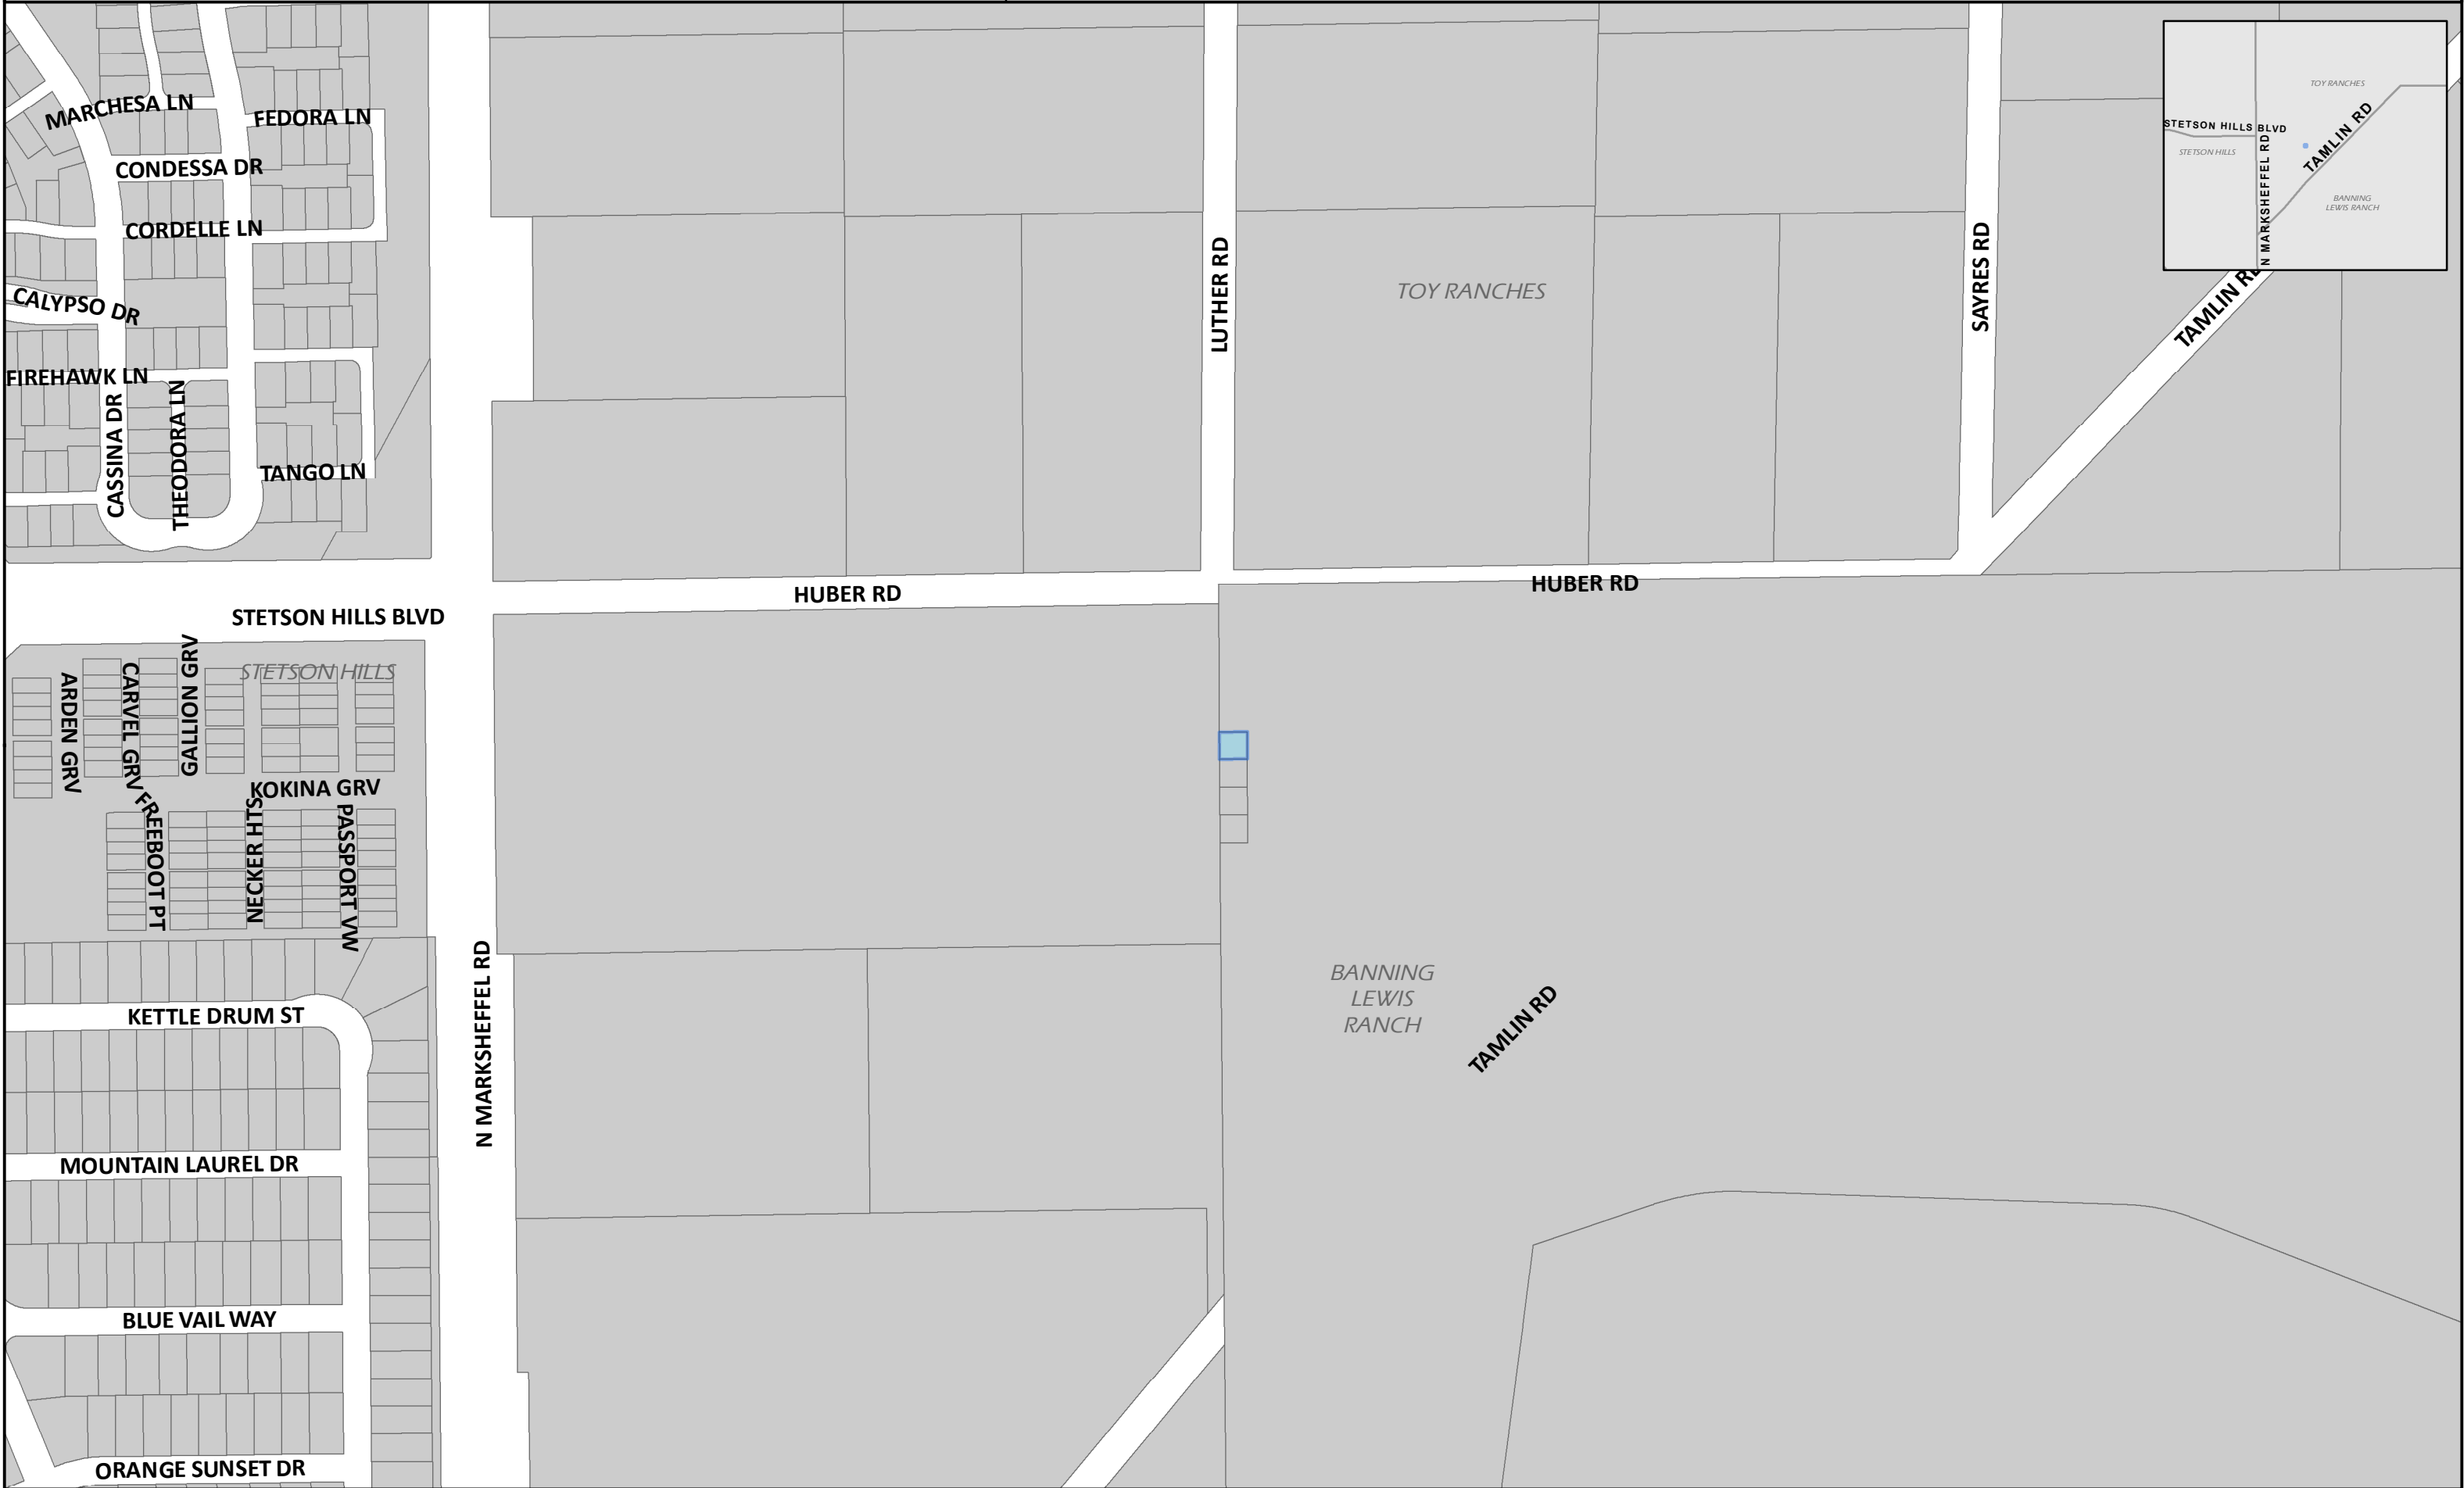 MARCHESA LN
FEDORA LN
CONDESSA DR
CORDELLE LN
CALYPSO DR
FIREHAWK LN
CASSINA DR
THEODORA LN
TANGO LN
LUTHER RD
TOY RANCHES
SAYRES RD
TAMLIN RD
TOY RANCHES
STETSON HILLS BLVD
STETSON HILLS
N MARKSHEFFEL RD
TAMLIN RD
BANNING
LEWIS RANCH
HUBER RD
HUBER RD
STETSON HILLS BLVD
STETSON HILLS
ARDEN GRV
CARVEL GRV
GALLION GRV
KOKINA GRV
FREEBOOT PT
NECKER HTS
PASSPORT VW
N MARKSHEFFEL RD
BANNING
LEWIS
RANCH
TAMLIN RD
KETTLE DRUM ST
MOUNTAIN LAUREL DR
BLUE VAIL WAY
ORANGE SUNSET DR